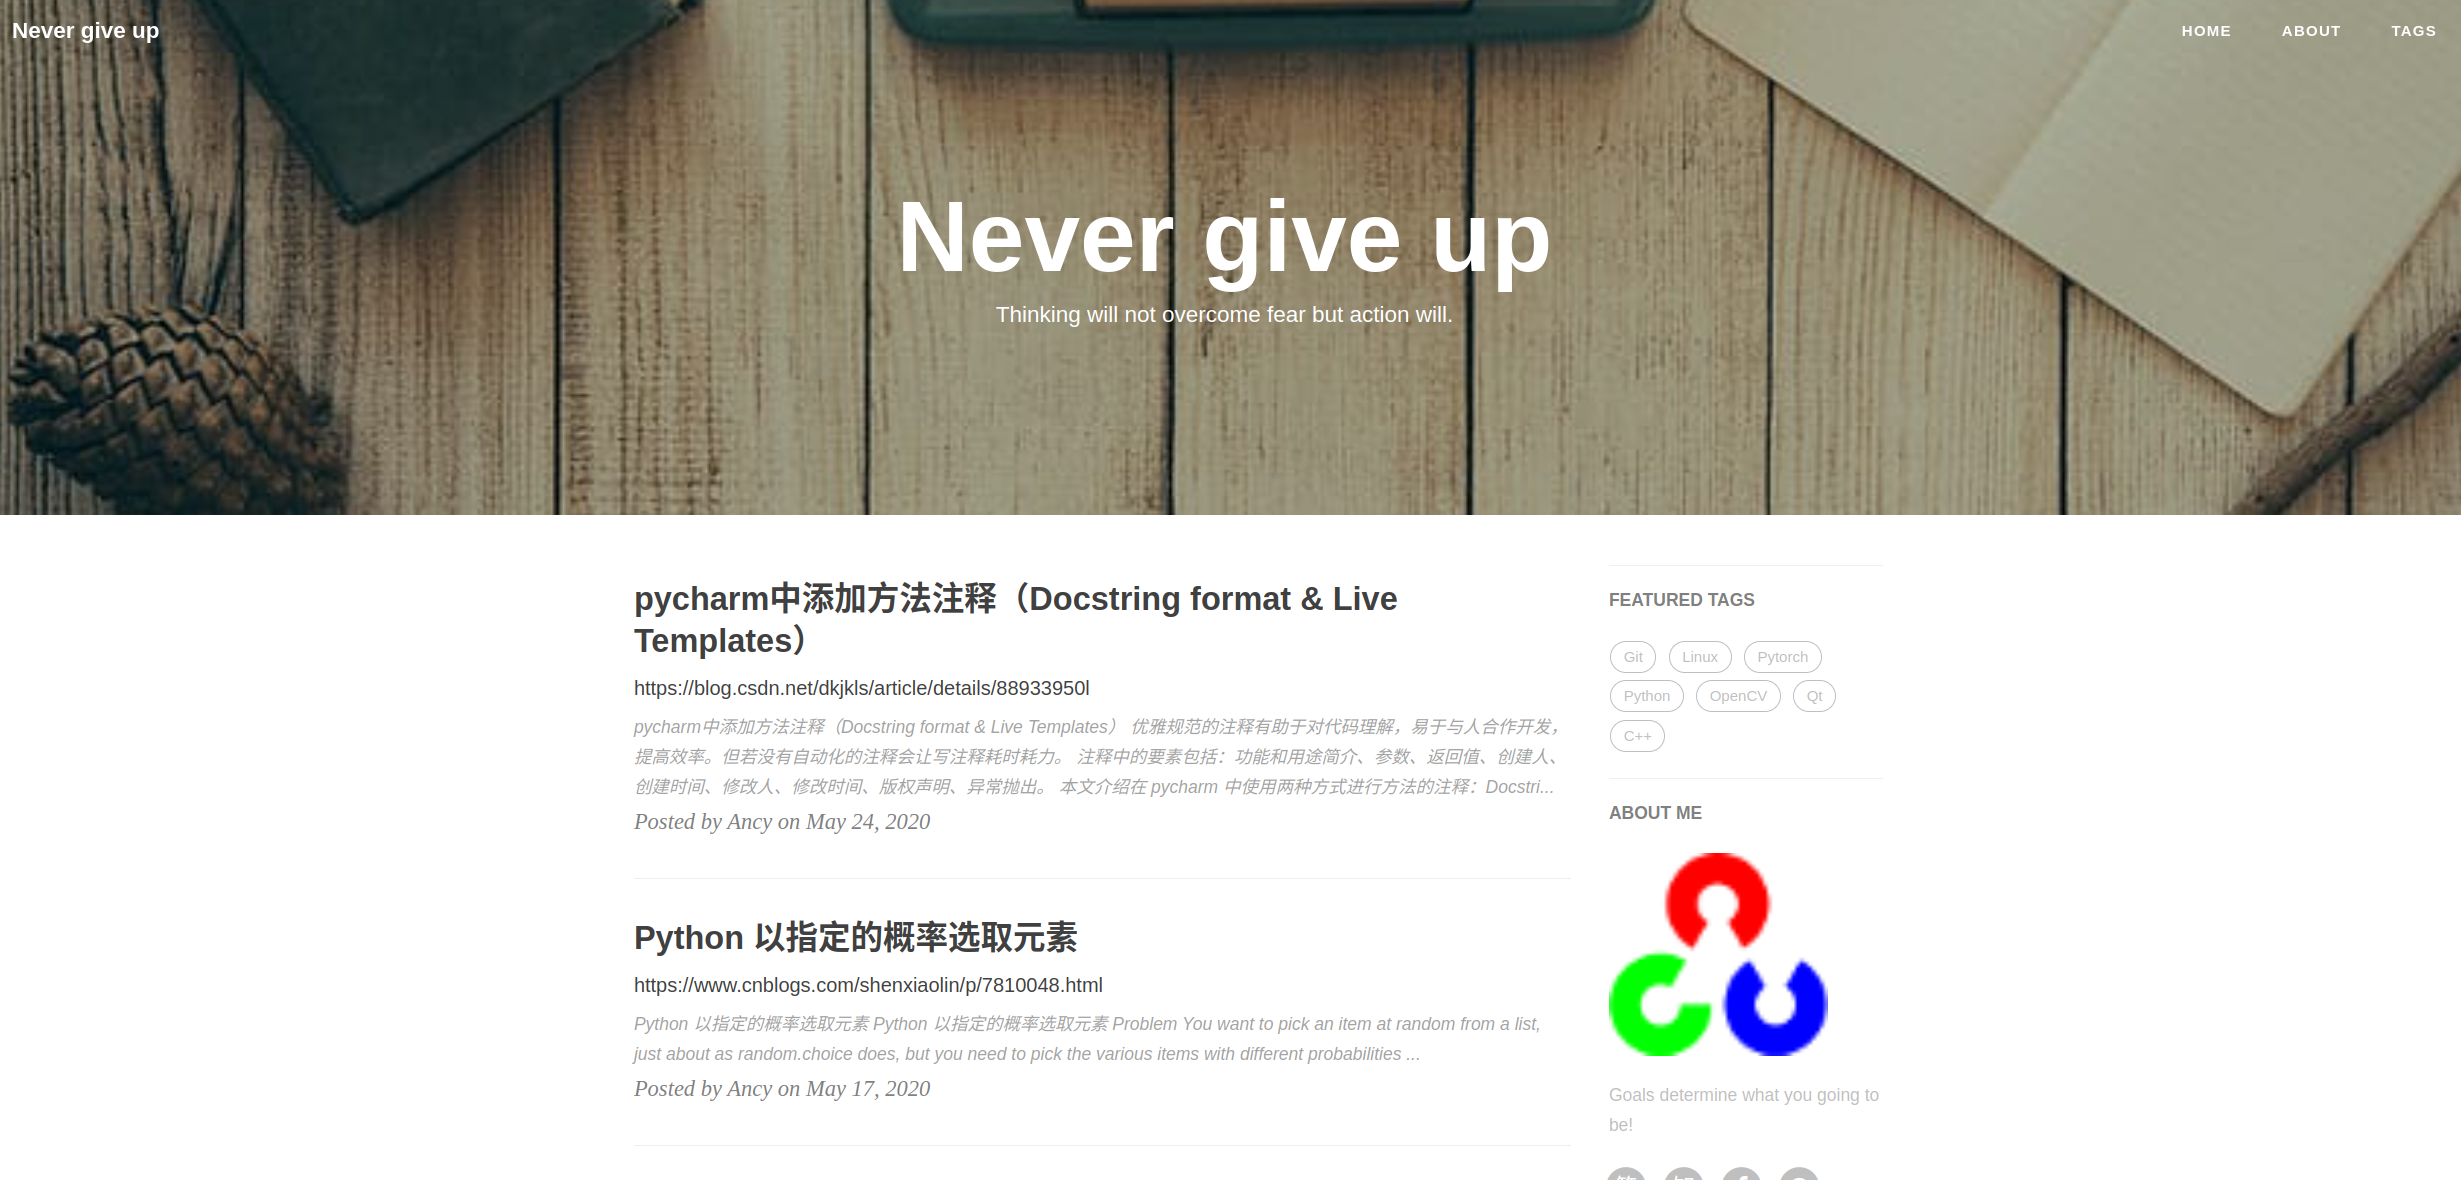 Never give up
HOME ABOUT TAGS
Never give up
Thinking will not overcome fear but action will.
pycharm中添加方法注释（Docstring format & Live
Templates）
https://blog.csdn.net/dkjkls/article/details/88933950l
pycharm中添加方法注释（Docstring format & Live Templates） 优雅规范的注释有助于对代码理解，易于与人合作开发，
提高效率。但若没有自动化的注释会让写注释耗时耗力。 注释中的要素包括：功能和用途简介、参数、返回值、创建人、
创建时间、修改人、修改时间、版权声明、异常抛出。 本文介绍在 pycharm 中使用两种方式进行方法的注释：Docstri...
Posted by Ancy on May 24, 2020
Python 以指定的概率选取元素
https://www.cnblogs.com/shenxiaolin/p/7810048.html
Python 以指定的概率选取元素 Python 以指定的概率选取元素 Problem You want to pick an item at random from a list,
just about as random.choice does, but you need to pick the various items with different probabilities ...
Posted by Ancy on May 17, 2020
FEATURED TAGS
Git Linux Pytorch
Python OpenCV Qt
C++
ABOUT ME
Goals determine what you going to
be!